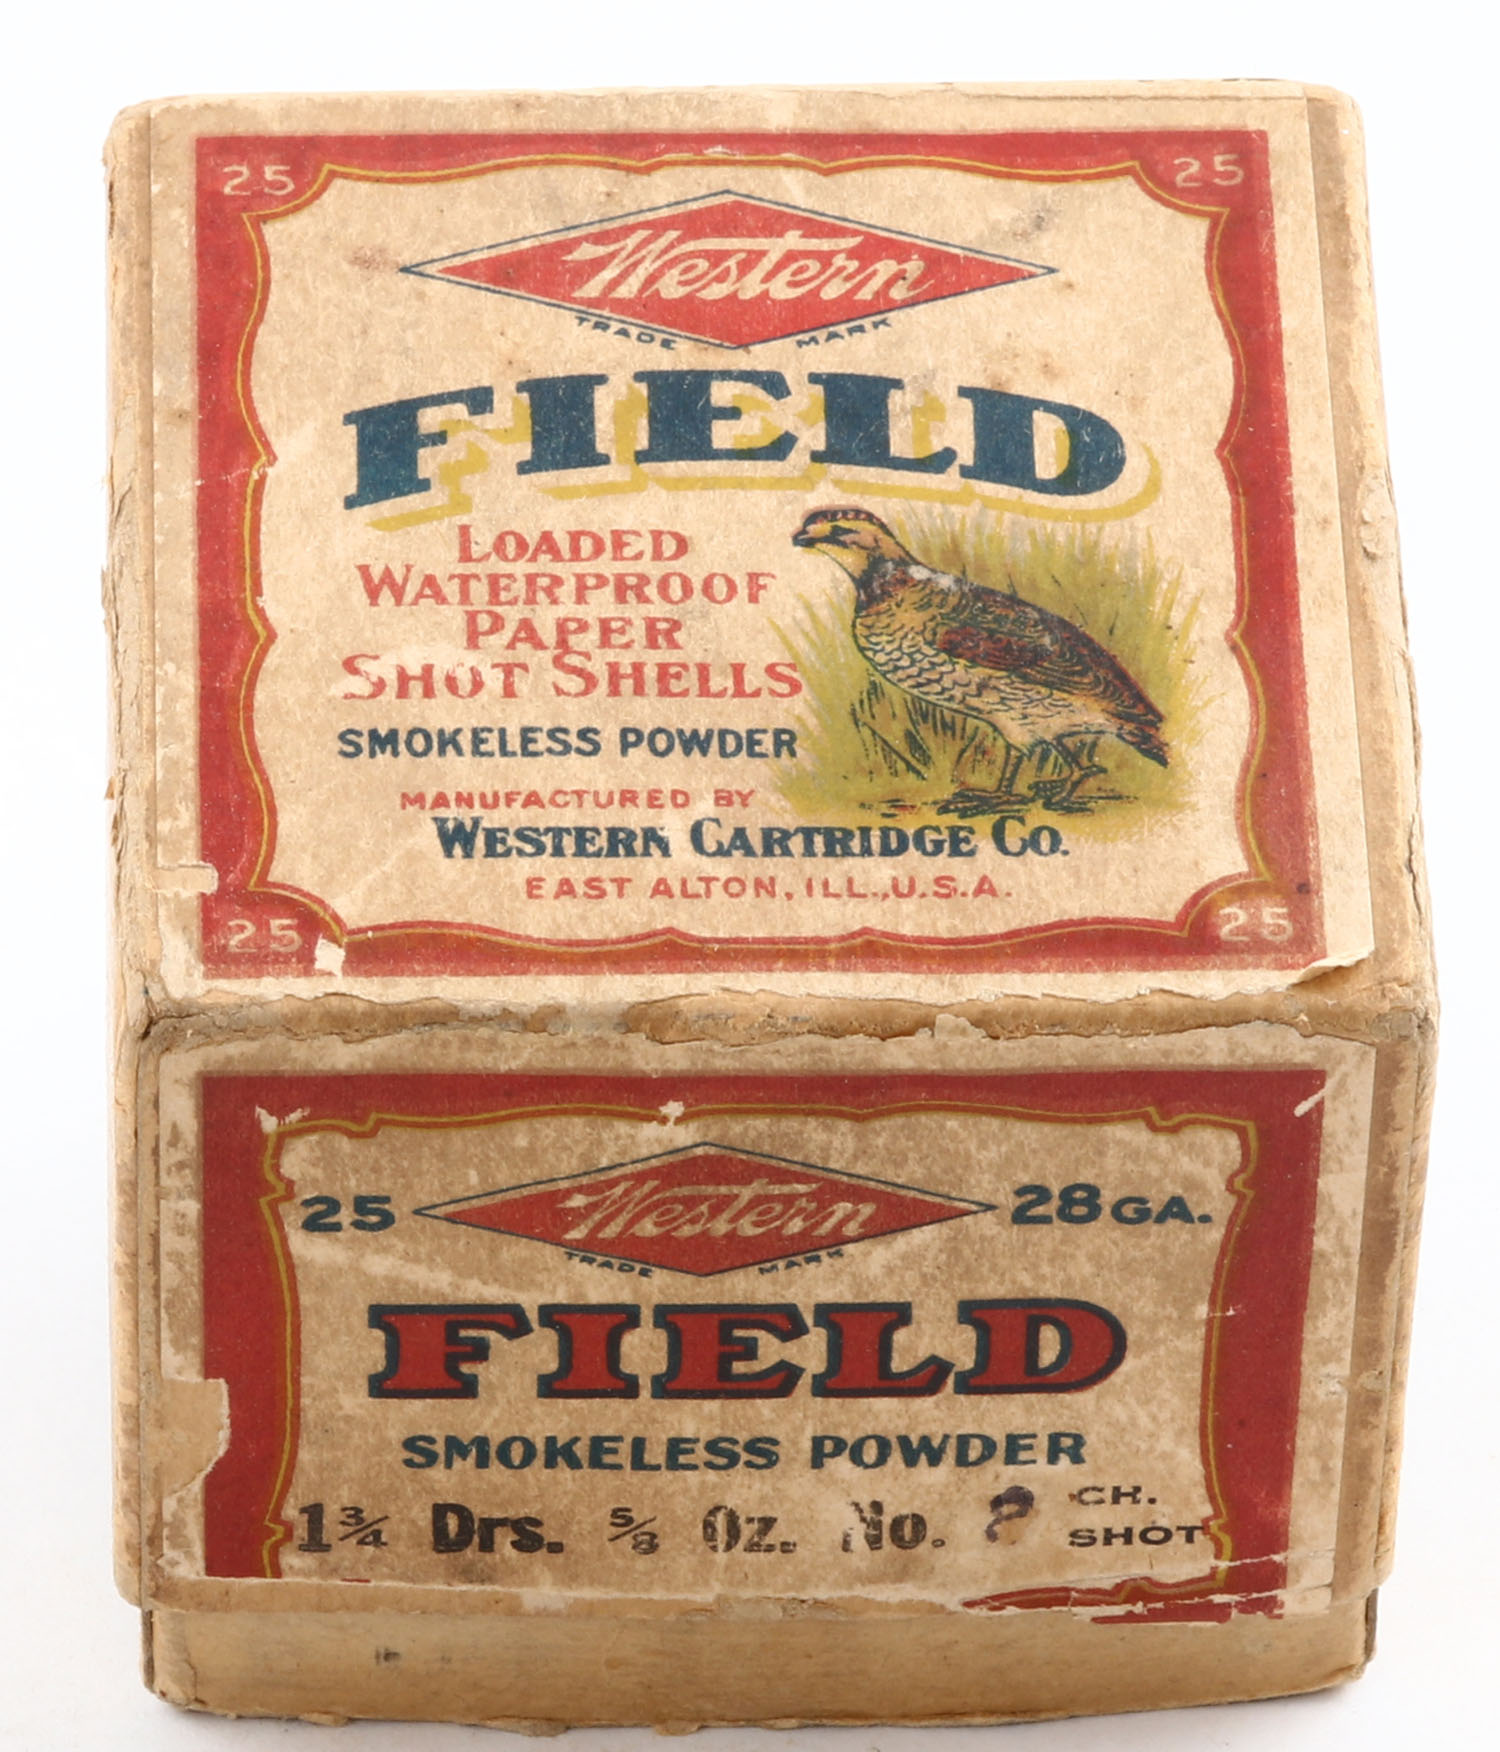 25 25
Western
TRADE MARK
FIELD
LOADED
WATERPROOF
PAPER
SHOT SHELLS
SMOKELESS POWDER
MANUFACTURED BY
WESTERN CARTRIDGE CO.
EAST ALTON, ILL., U.S.A.
25 25
25 Western 28 GA.
TRADE MARK
FIELD
SMOKELESS POWDER
1 3/4 Drs. 5/8 Oz. No. CH.
SHOT